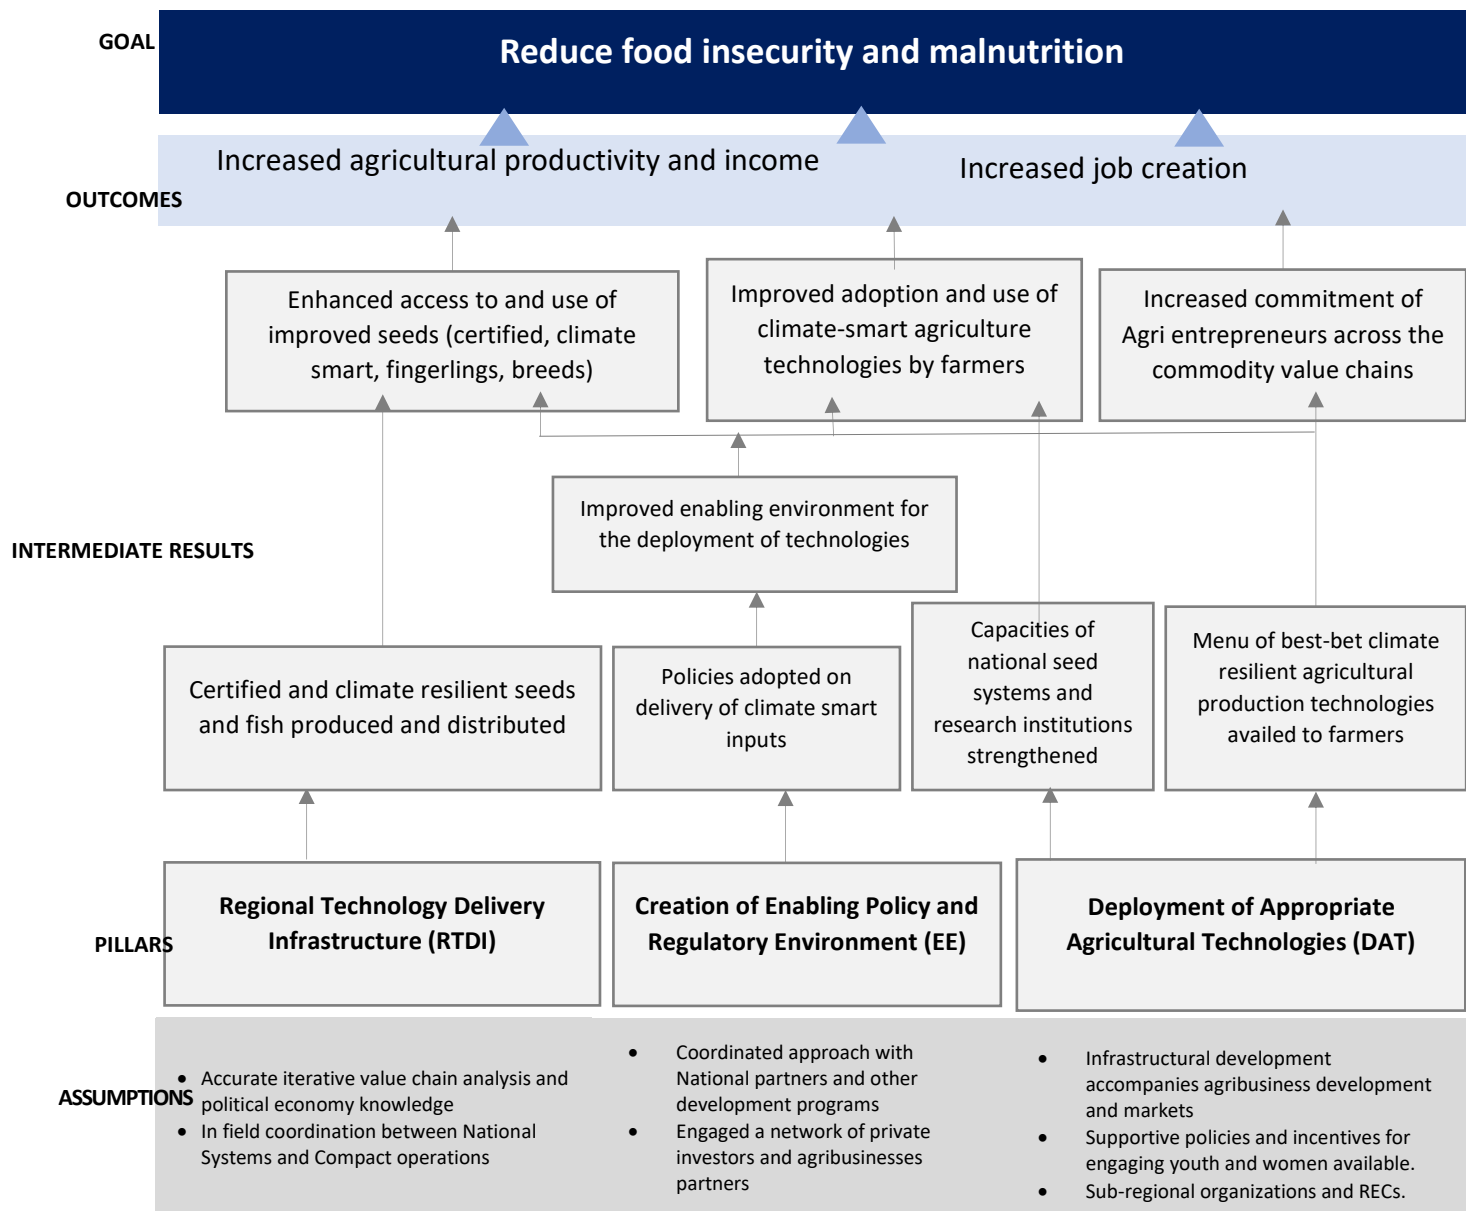 GOAL
Reduce food insecurity and malnutrition
Increased agricultural productivity and income
Increased job creation
OUTCOMES
Enhanced access to and use of
improved seeds (certified, climate
smart, fingerlings, breeds)
Improved adoption and use of
climate-smart agriculture
technologies by farmers
Increased commitment of
Agri entrepreneurs across the
commodity value chains
INTERMEDIATE RESULTS
Improved enabling environment for
the deployment of technologies
Certified and climate resilient seeds
and fish produced and distributed
Policies adopted on
delivery of climate smart
inputs
Capacities of
national seed
systems and
research institutions
strengthened
Menu of best-bet climate
resilient agricultural
production technologies
availed to farmers
PILLARS
Regional Technology Delivery
Infrastructure (RTDI)
Creation of Enabling Policy and
Regulatory Environment (EE)
Deployment of Appropriate
Agricultural Technologies (DAT)
ASSUMPTIONS
• Accurate iterative value chain analysis and
political economy knowledge
• In field coordination between National
Systems and Compact operations
• Coordinated approach with
National partners and other
development programs
• Engaged a network of private
investors and agribusinesses
partners
• Infrastructural development
accompanies agribusiness development
and markets
• Supportive policies and incentives for
engaging youth and women available.
• Sub-regional organizations and RECs.